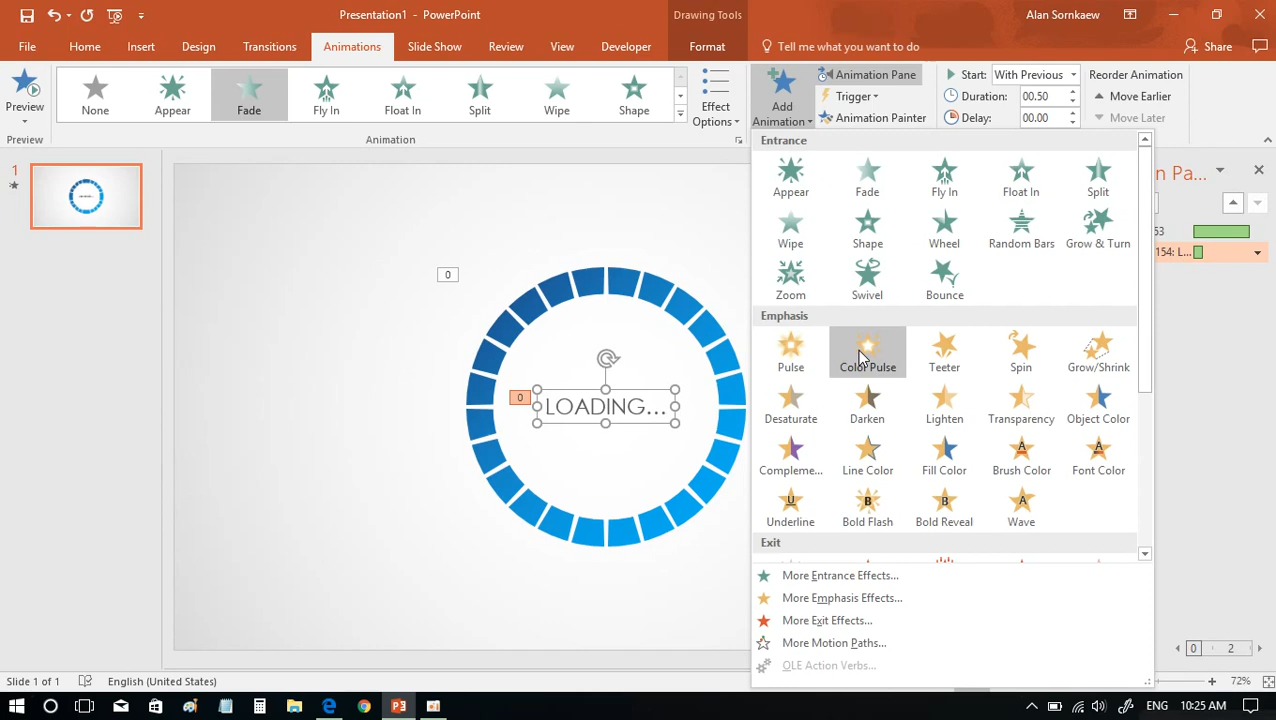 Presentation1 - PowerPoint
Drawing Tools
Alan Sornkaew
File
Home
Insert
Design
Transitions
Animations
Slide Show
Review
View
Developer
Format
Tell me what you want to do
Share
Preview
None
Appear
Fade
Fly In
Float In
Split
Wipe
Shape
Effect
Options
Add
Animation
Animation Pane
Trigger
Animation Painter
Start: With Previous
Duration: 00.50
Delay: 00.00
Reorder Animation
Move Earlier
Move Later
Preview
Animation
1
0
0
LOADING...
Entrance
Appear
Fade
Fly In
Float In
Split
Wipe
Shape
Wheel
Random Bars
Grow & Turn
Zoom
Swivel
Bounce
Emphasis
Pulse
Color Pulse
Teeter
Spin
Grow/Shrink
Desaturate
Darken
Lighten
Transparency
Object Color
Compleme...
Line Color
Fill Color
Brush Color
Font Color
Underline
Bold Flash
Bold Reveal
Wave
Exit
More Entrance Effects...
More Emphasis Effects...
More Exit Effects...
More Motion Paths...
OLE Action Verbs...
n Pa...
53
154: L...
0
2
Slide 1 of 1
English (United States)
72%
ENG
10:25 AM